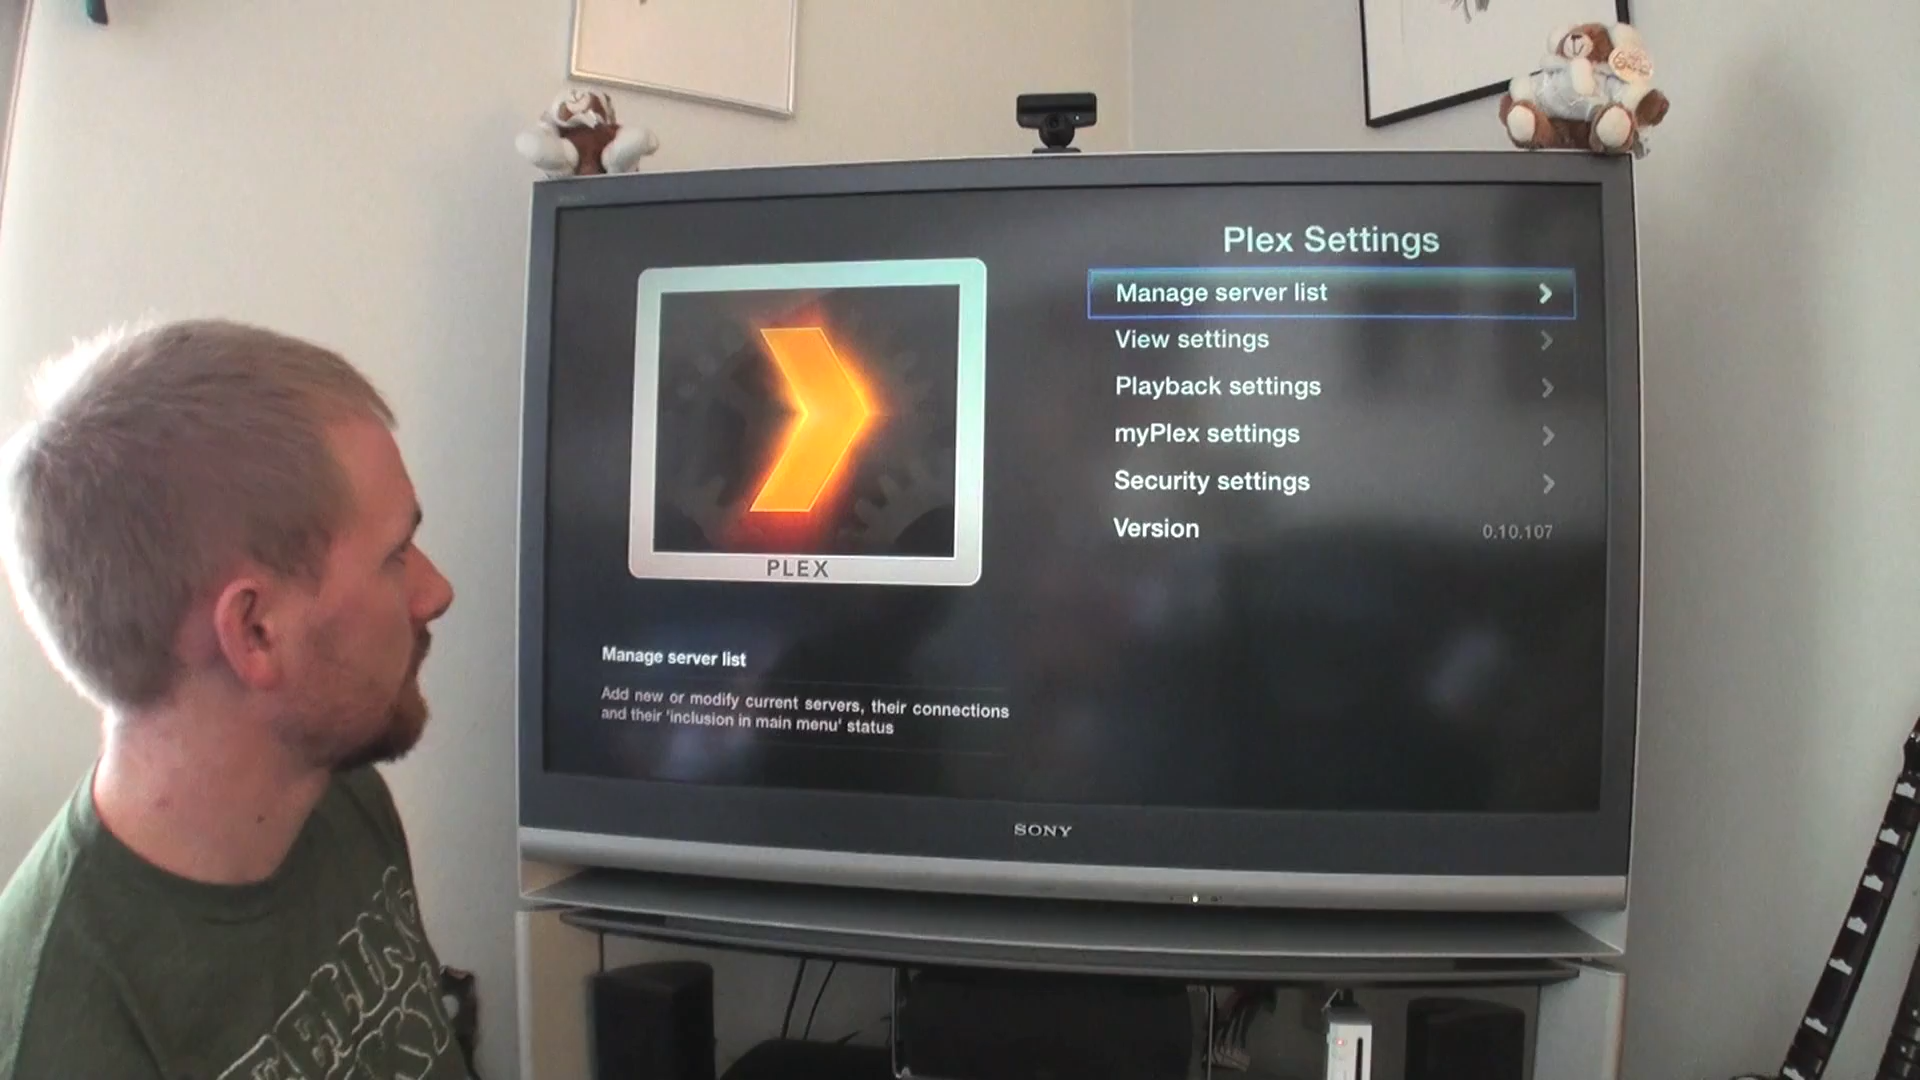 Plex Settings
Manage server list
View settings
Playback settings
myPlex settings
Security settings
Version 0.10.107
PLEX
Manage server list
Add new or modify current servers, their connections
and their 'inclusion in main menu' status
SONY